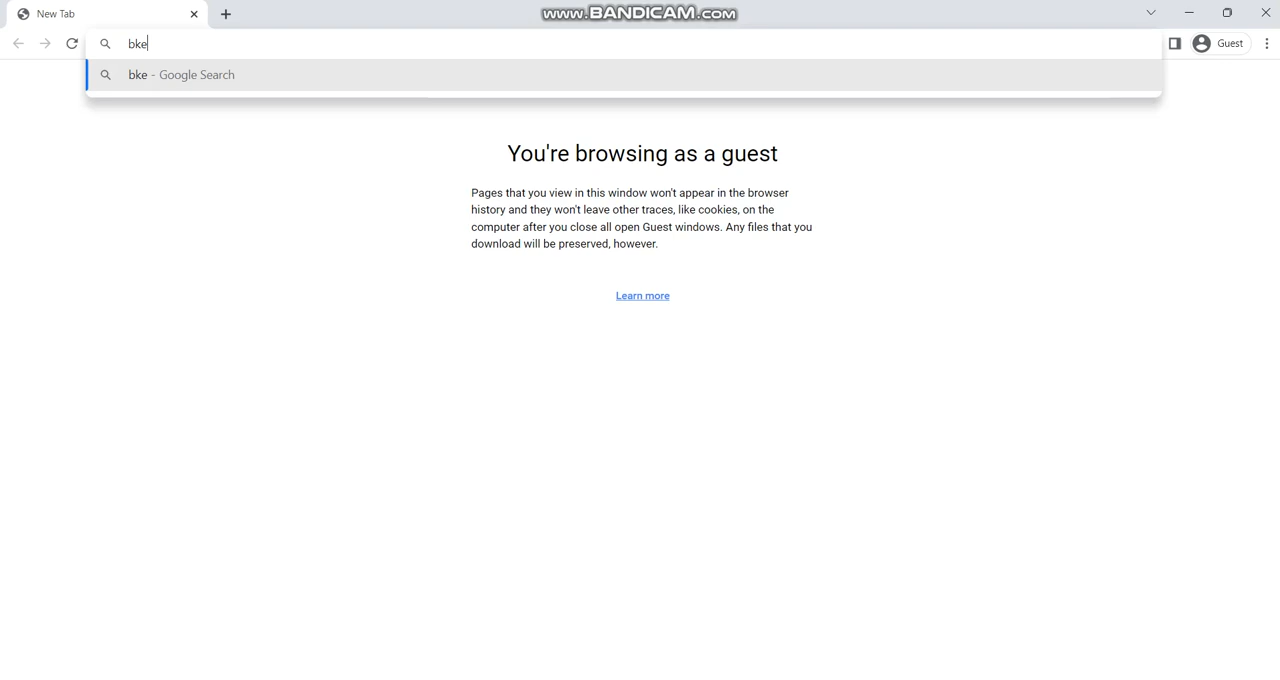 New Tab
www.BANDICAM.com
bke
Guest
bke - Google Search
You're browsing as a guest
Pages that you view in this window won't appear in the browser
history and they won't leave other traces, like cookies, on the
computer after you close all open Guest windows. Any files that you
download will be preserved, however.
Learn more